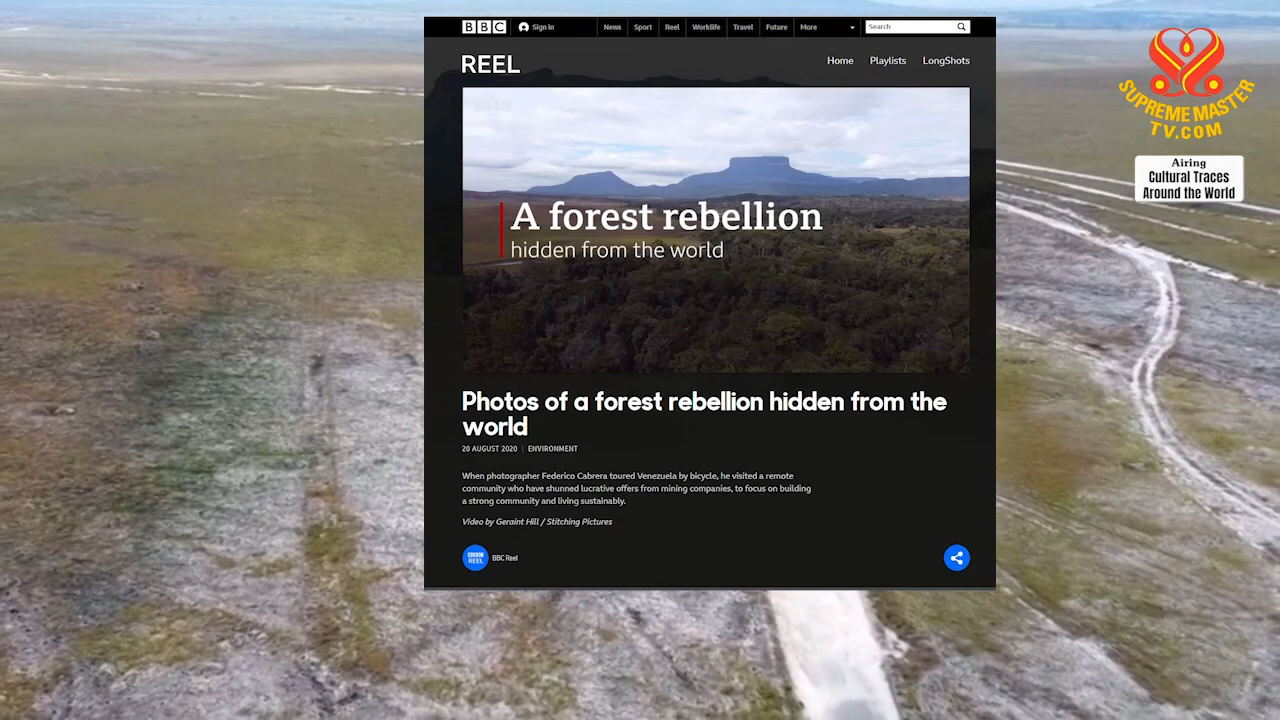 BBC
Sign in
News
Sport
Reel
Worklife
Travel
Future
More
Search
REEL
Home
Playlists
LongShots
A forest rebellion
hidden from the world
Photos of a forest rebellion hidden from the
world
20 AUGUST 2020 | ENVIRONMENT
When photographer Federico Cabrera toured Venezuela by bicycle, he visited a remote
community who have shunned lucrative offers from mining companies, to focus on building
a strong community and living sustainably.
Video by Geraint Hill / Stitching Pictures
BBC
REEL
BBC Reel
SUPREME MASTER
TV.COM
Airing
Cultural Traces
Around the World